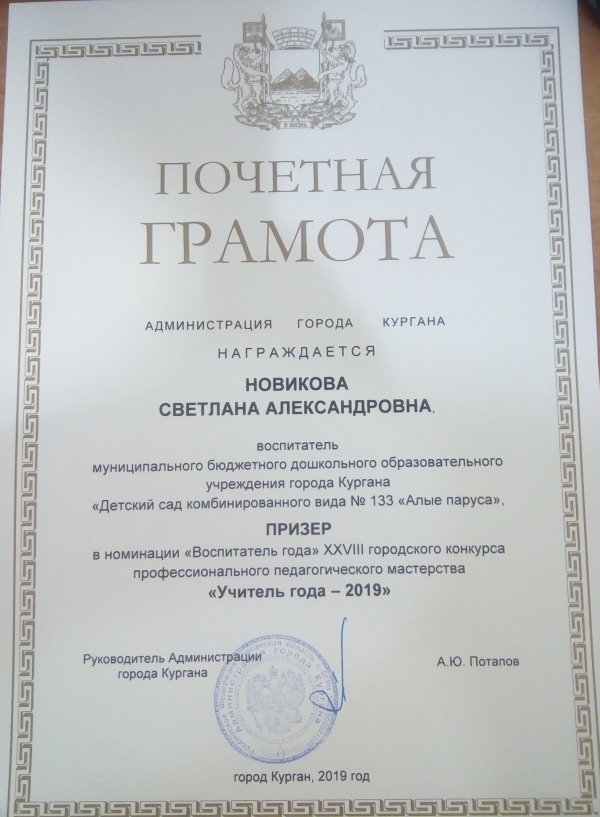 ПОЧЕТНАЯ
ГРАМОТА
АДМИНИСТРАЦИЯ ГОРОДА КУРГАНА
НАГРАЖДАЕТСЯ
НОВИКОВА
СВЕТЛАНА АЛЕКСАНДРОВНА,
воспитатель
муниципального бюджетного дошкольного образовательного
учреждения города Кургана
«Детский сад комбинированного вида № 133 «Алые паруса»,
ПРИЗЕР
в номинации «Воспитатель года» XXVIII городского конкурса
профессионального педагогического мастерства
«Учитель года – 2019»
Руководитель Администрации
города Кургана
А.Ю. Потапов
город Курган, 2019 год